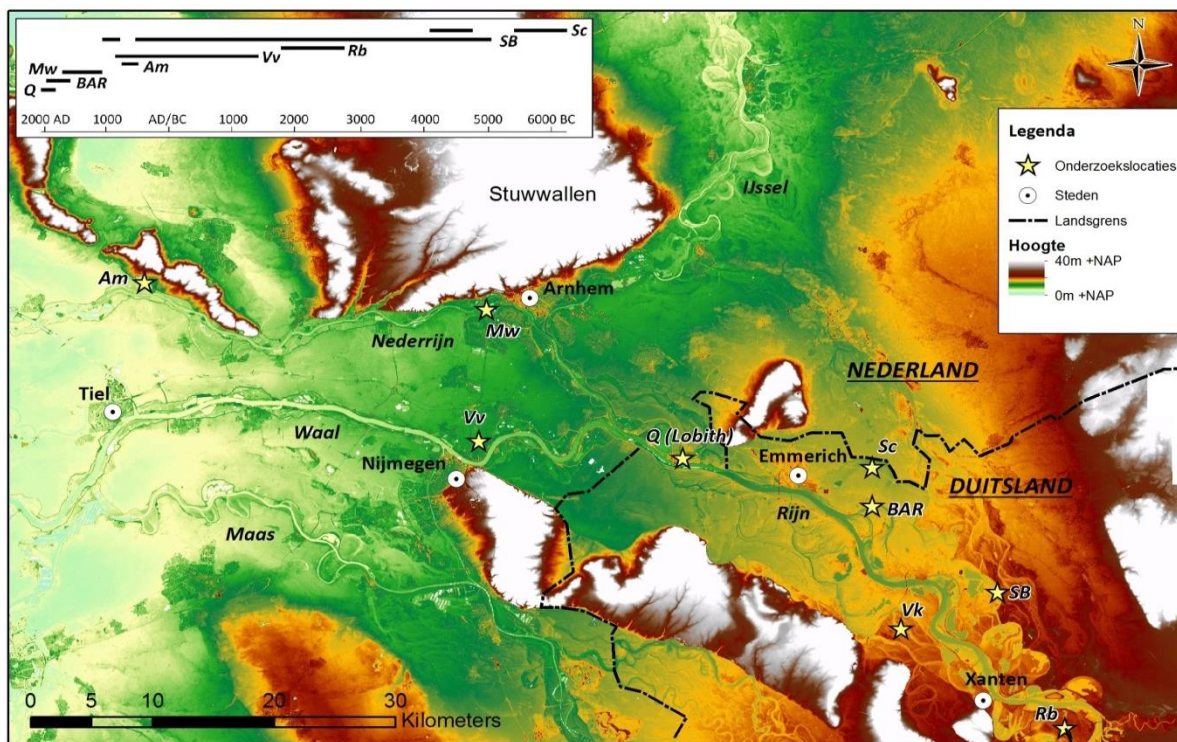 Sc
SB
Rb
Vv
Am
Mw
BAR
Q
2000 AD 1000 AD/BC 1000 2000 3000 4000 5000 6000 BC
N
Legenda
Onderzoekslocaties
Steden
Landsgrens
Hoogte
40m +NAP
0m +NAP
Stuwwallen
IJssel
Am
Arnhem
Mw
Nederrijn
NEDERLAND
Tiel
Vv
Waal
Q (Lobith)
Sc
Emmerich
Nijmegen
DUITSLAND
BAR
Rijn
Maas
SB
Vk
Xanten
Rb
0 5 10 20 30
Kilometers